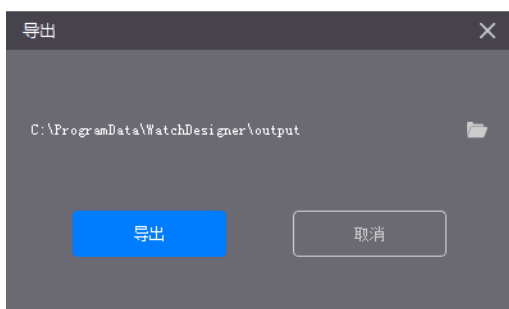 导出
C:\ProgramData\WatchDesigner\output
导出
取消